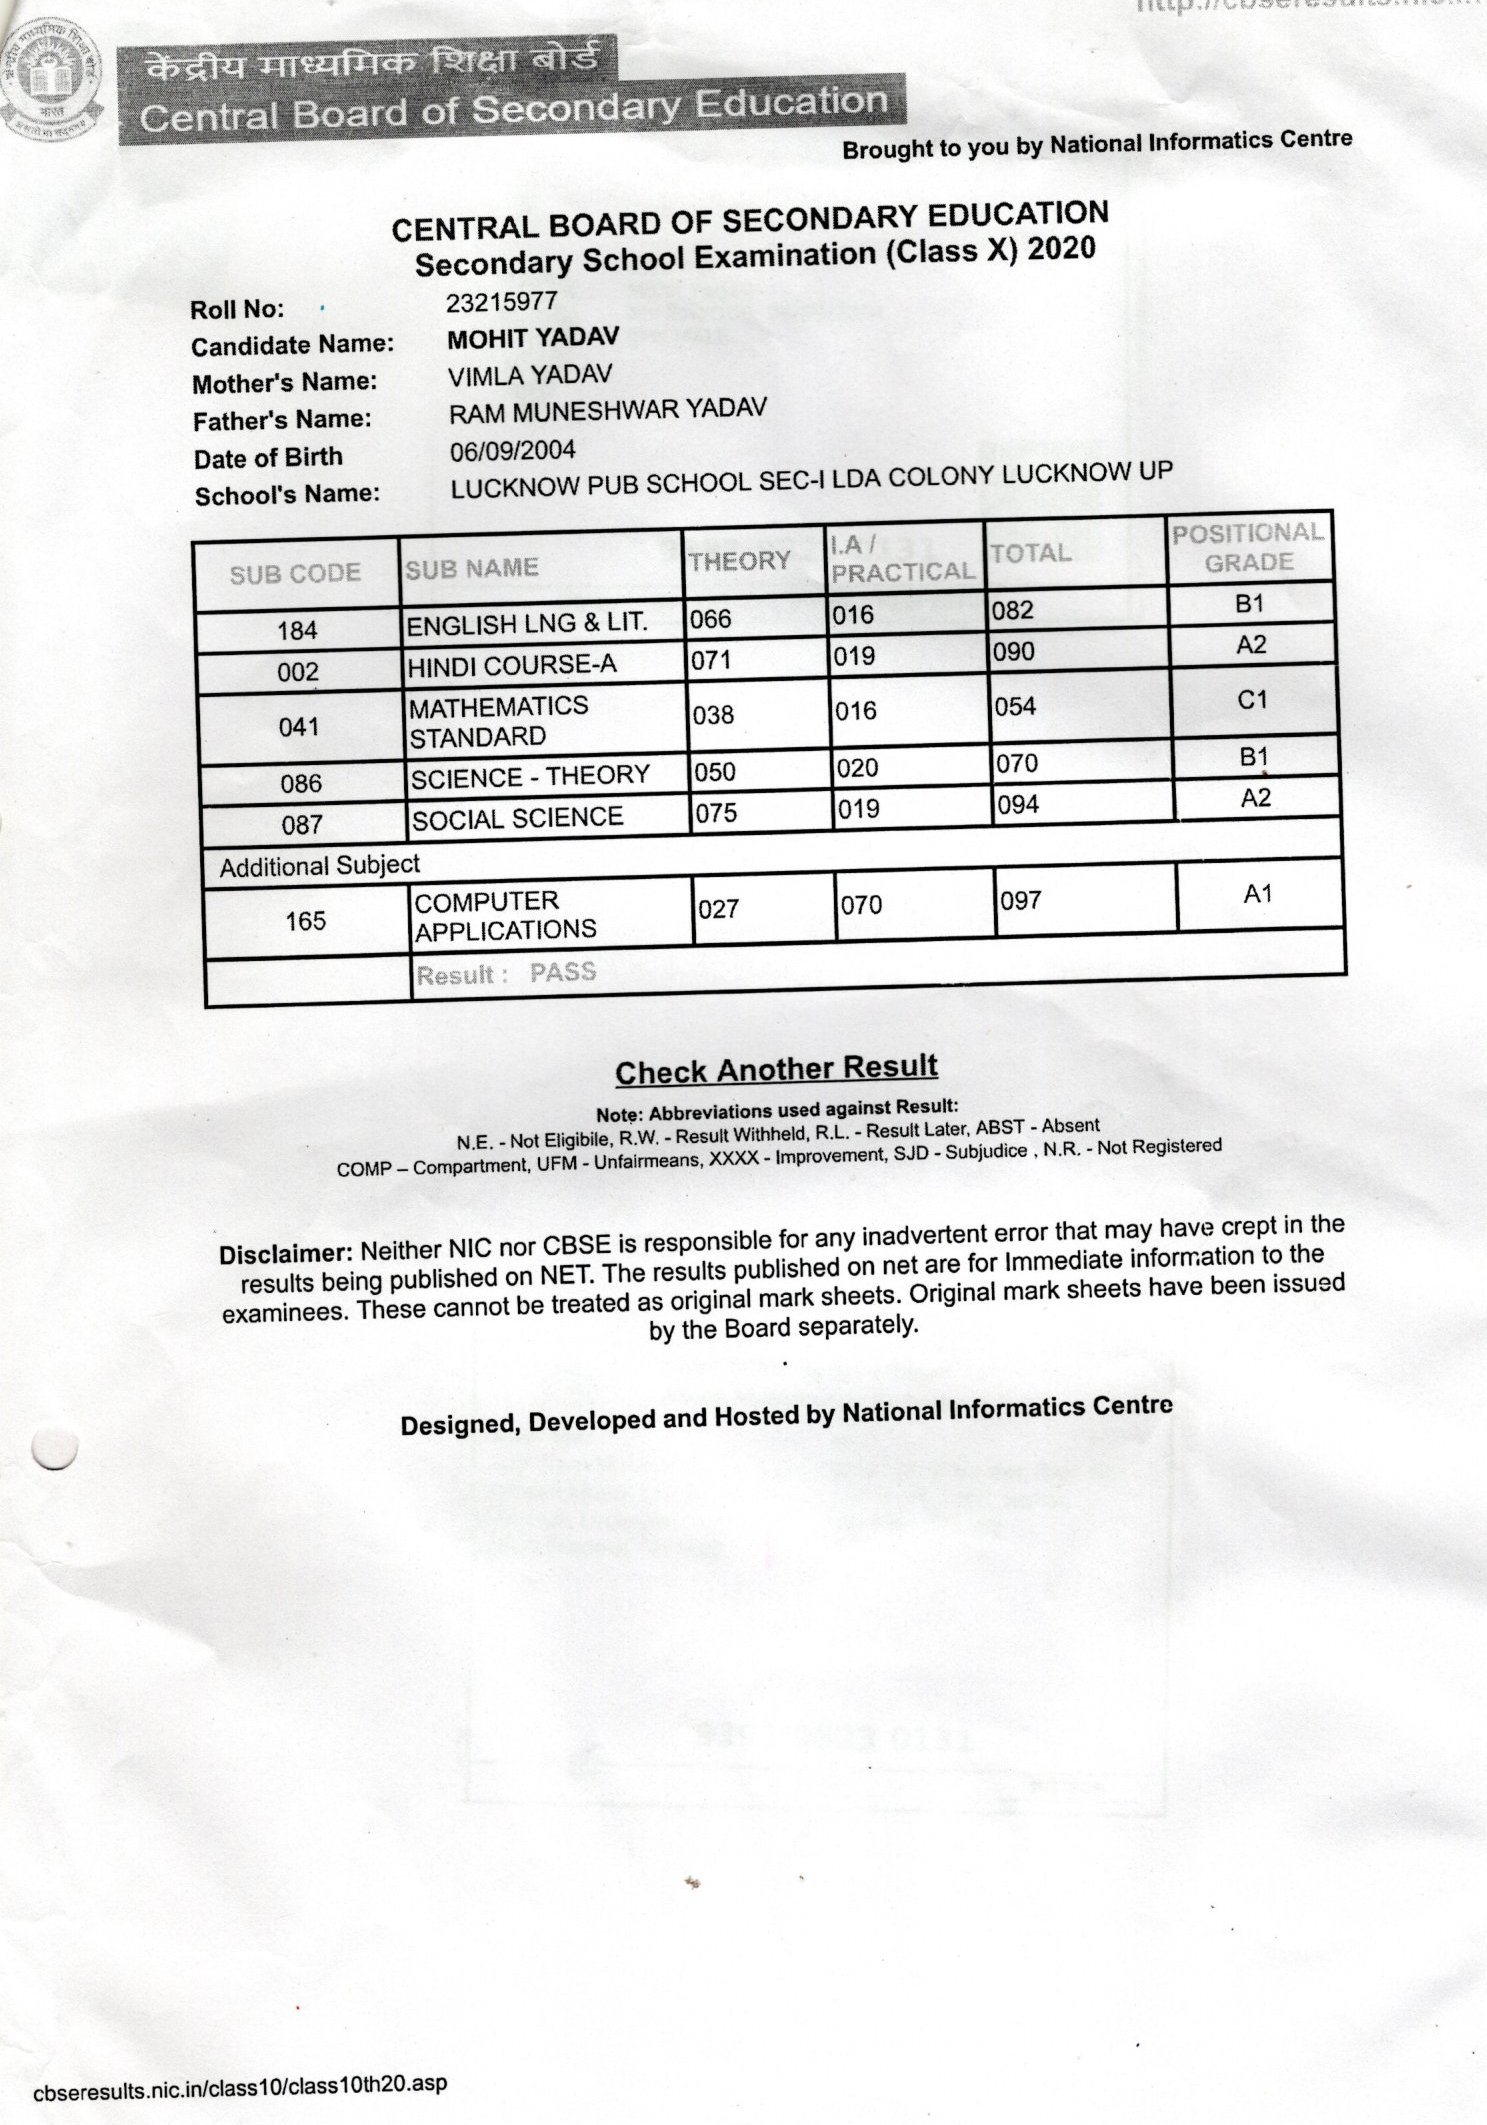 केंद्रीय माध्यमिक शिक्षा बोर्ड
Central Board of Secondary Education
भारत
Brought to you by National Informatics Centre
CENTRAL BOARD OF SECONDARY EDUCATION
Secondary School Examination (Class X) 2020
Roll No: 23215977
Candidate Name: MOHIT YADAV
Mother's Name: VIMLA YADAV
Father's Name: RAM MUNESHWAR YADAV
Date of Birth 06/09/2004
School's Name: LUCKNOW PUB SCHOOL SEC-I LDA COLONY LUCKNOW UP
SUB CODE SUB NAME THEORY I.A / PRACTICAL TOTAL POSITIONAL GRADE
184 ENGLISH LNG & LIT. 066 016 082 B1
002 HINDI COURSE-A 071 019 090 A2
041 MATHEMATICS STANDARD 038 016 054 C1
086 SCIENCE - THEORY 050 020 070 B1
087 SOCIAL SCIENCE 075 019 094 A2
Additional Subject
165 COMPUTER APPLICATIONS 027 070 097 A1
Result : PASS
Check Another Result
Note: Abbreviations used against Result:
N.E. - Not Eligibile, R.W. - Result Withheld, R.L. - Result Later, ABST - Absent
COMP – Compartment, UFM - Unfairmeans, XXXX - Improvement, SJD - Subjudice , N.R. - Not Registered
Disclaimer: Neither NIC nor CBSE is responsible for any inadvertent error that may have crept in the
results being published on NET. The results published on net are for Immediate information to the
examinees. These cannot be treated as original mark sheets. Original mark sheets have been issued
by the Board separately.
Designed, Developed and Hosted by National Informatics Centre
cbseresults.nic.in/class10/class10th20.asp